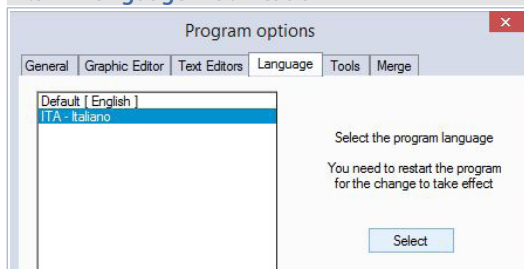 Program options
General Graphic Editor Text Editors Language Tools Merge
Default [ English ]
ITA - Italiano
Select the program language
You need to restart the program
for the change to take effect
Select